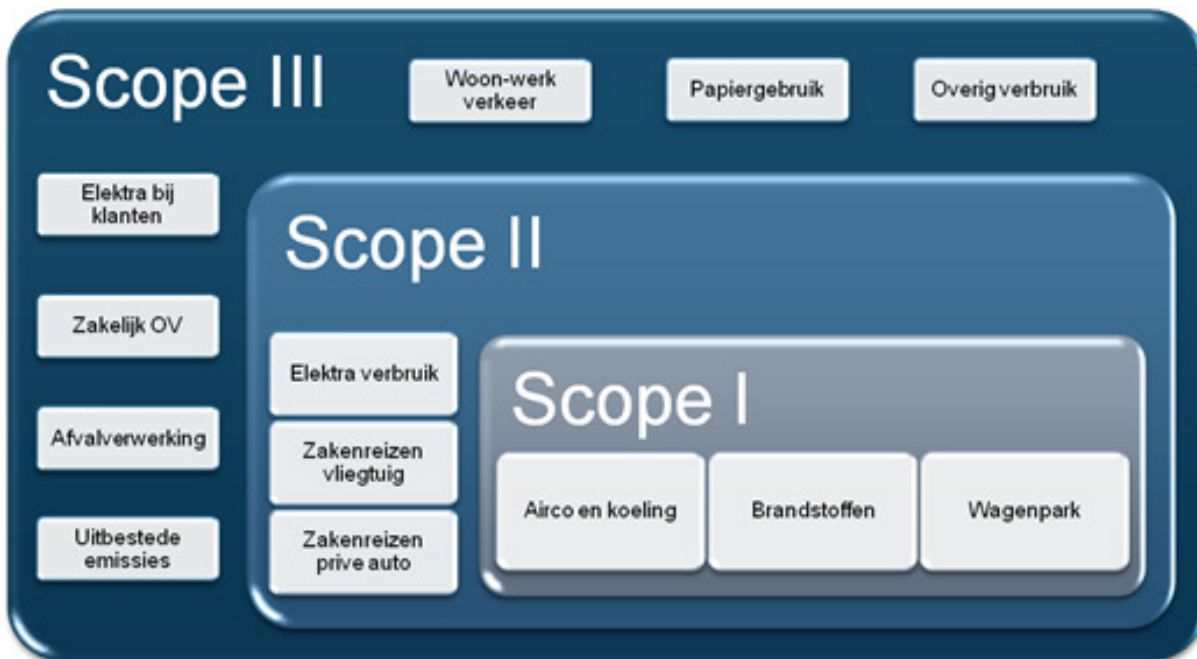 Scope III
Woon-werk
verkeer
Papiergebruik
Overig verbruik
Elektra bij
klanten
Zakelijk OV
Afvalverwerking
Uitbestede
emissies
Scope II
Elektra verbruik
Zakenreizen
vliegtuig
Zakenreizen
prive auto
Scope I
Airco en koeling
Brandstoffen
Wagenpark